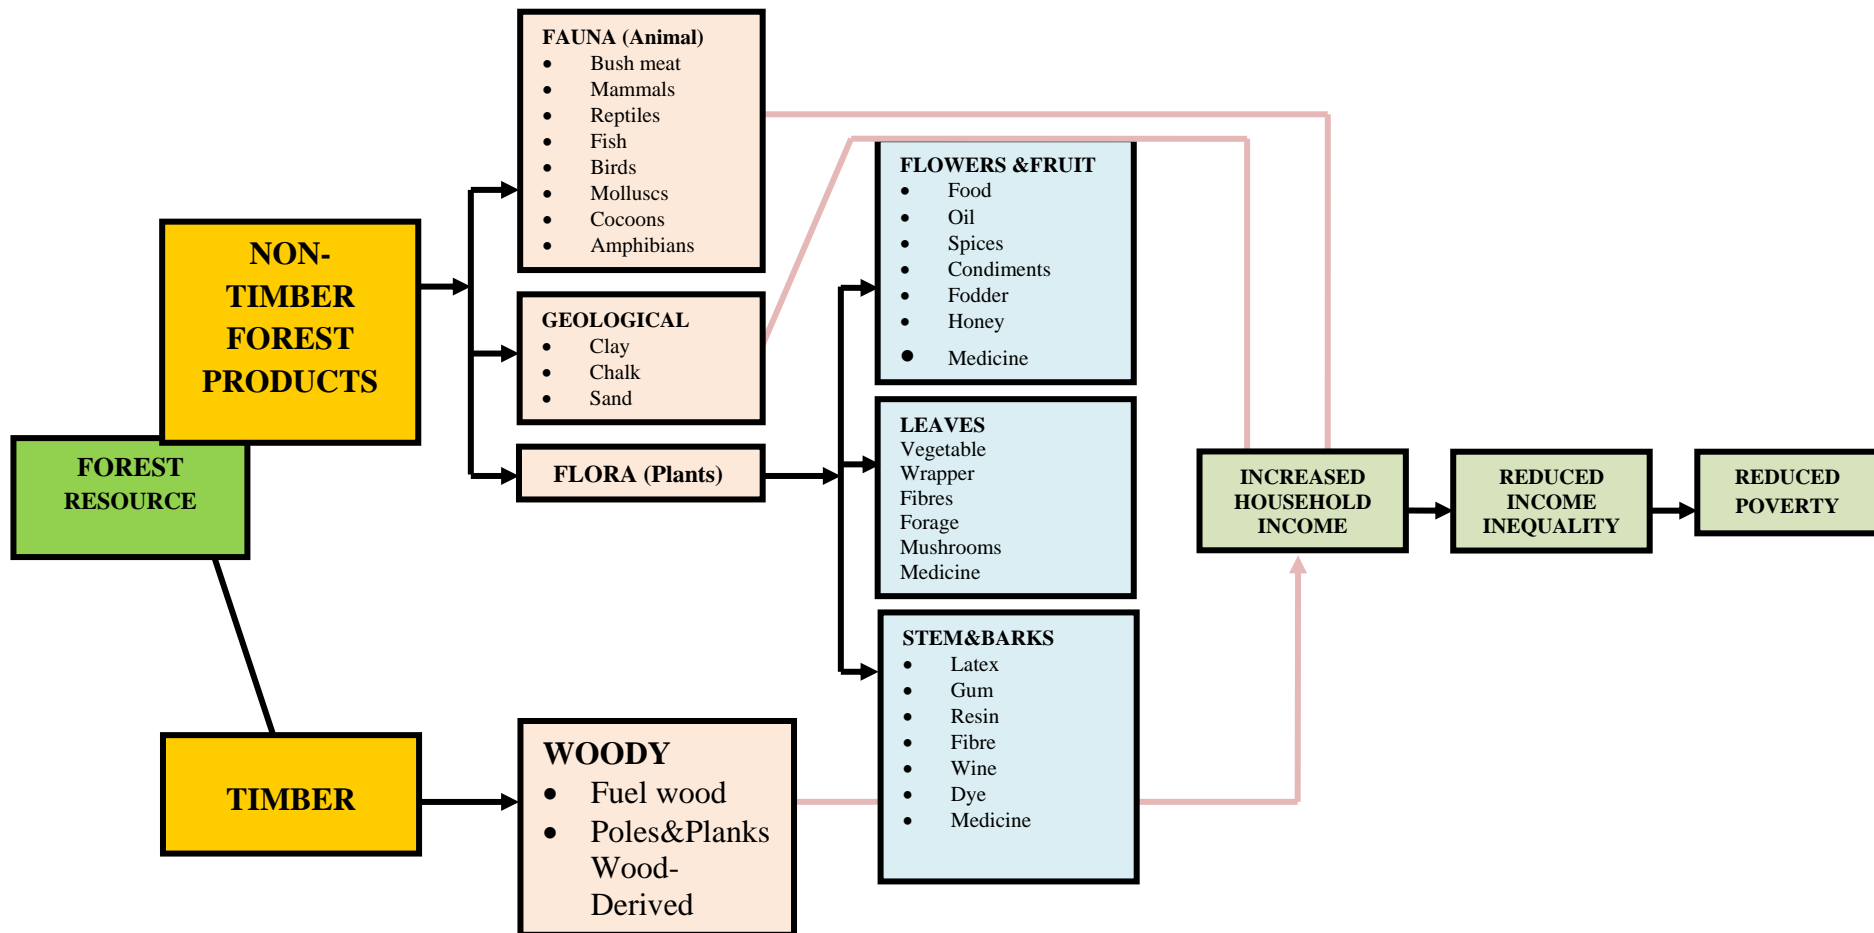 FAUNA (Animal)
• Bush meat
• Mammals
• Reptiles
• Fish
• Birds
• Molluscs
• Cocoons
• Amphibians
NON-
TIMBER
FOREST
PRODUCTS
GEOLOGICAL
• Clay
• Chalk
• Sand
FLORA (Plants)
FOREST
RESOURCE
TIMBER
WOODY
• Fuel wood
• Poles&Planks
Wood-
Derived
FLOWERS &FRUIT
• Food
• Oil
• Spices
• Condiments
• Fodder
• Honey
• Medicine
LEAVES
Vegetable
Wrapper
Fibres
Forage
Mushrooms
Medicine
STEM&BARKS
• Latex
• Gum
• Resin
• Fibre
• Wine
• Dye
• Medicine
INCREASED
HOUSEHOLD
INCOME
REDUCED
INCOME
INEQUALITY
REDUCED
POVERTY